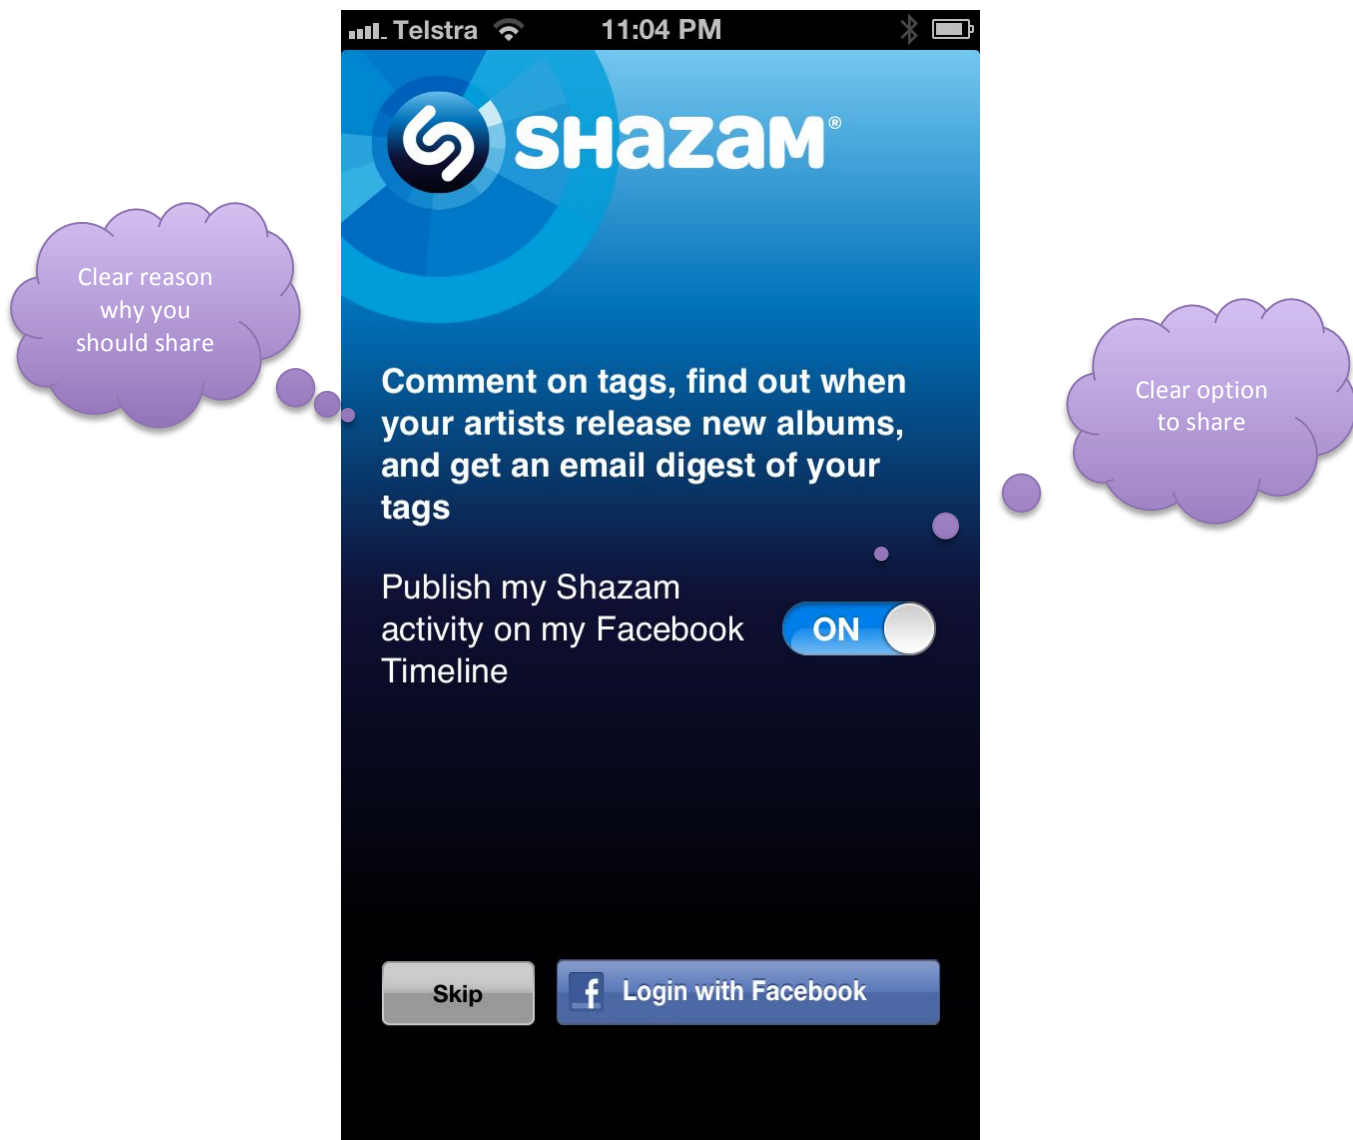 Telstra 11:04 PM
SHazaM®
Clear reason
why you
should share
Comment on tags, find out when
your artists release new albums,
and get an email digest of your
tags
Clear option
to share
Publish my Shazam
activity on my Facebook
Timeline
ON
Skip
f Login with Facebook